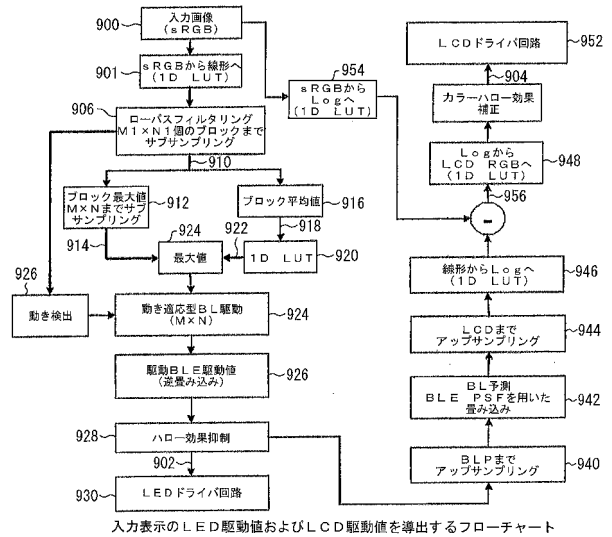 900
入力画像
(sRGB)
901
sRGBから線形へ
(1D LUT)
906
ローパスフィルタリング
M1×N1個のブロックまで
サブサンプリング
910
ブロック最大値
M×Nまでサブ
サンプリング
912
914
ブロック平均値
916
918
922
924
最大値
1D LUT
920
926
動き検出
動き適応型BL駆動
(M×N)
924
駆動BLE駆動値
(逆畳み込み)
926
928
ハロー効果抑制
902
930
LEDドライバ回路
954
sRGBから
Logへ
(1D LUT)
LCDドライバ回路
952
904
カラーハロー効果
補正
Logから
LCD RGBへ
(1D LUT)
948
956
−
線形からLogへ
(1D LUT)
946
LCDまで
アップサンプリング
944
BL予測
BLE PSFを用いた
畳み込み
942
BLPまで
アップサンプリング
940
入力表示のLED駆動値およびLCD駆動値を導出するフローチャート